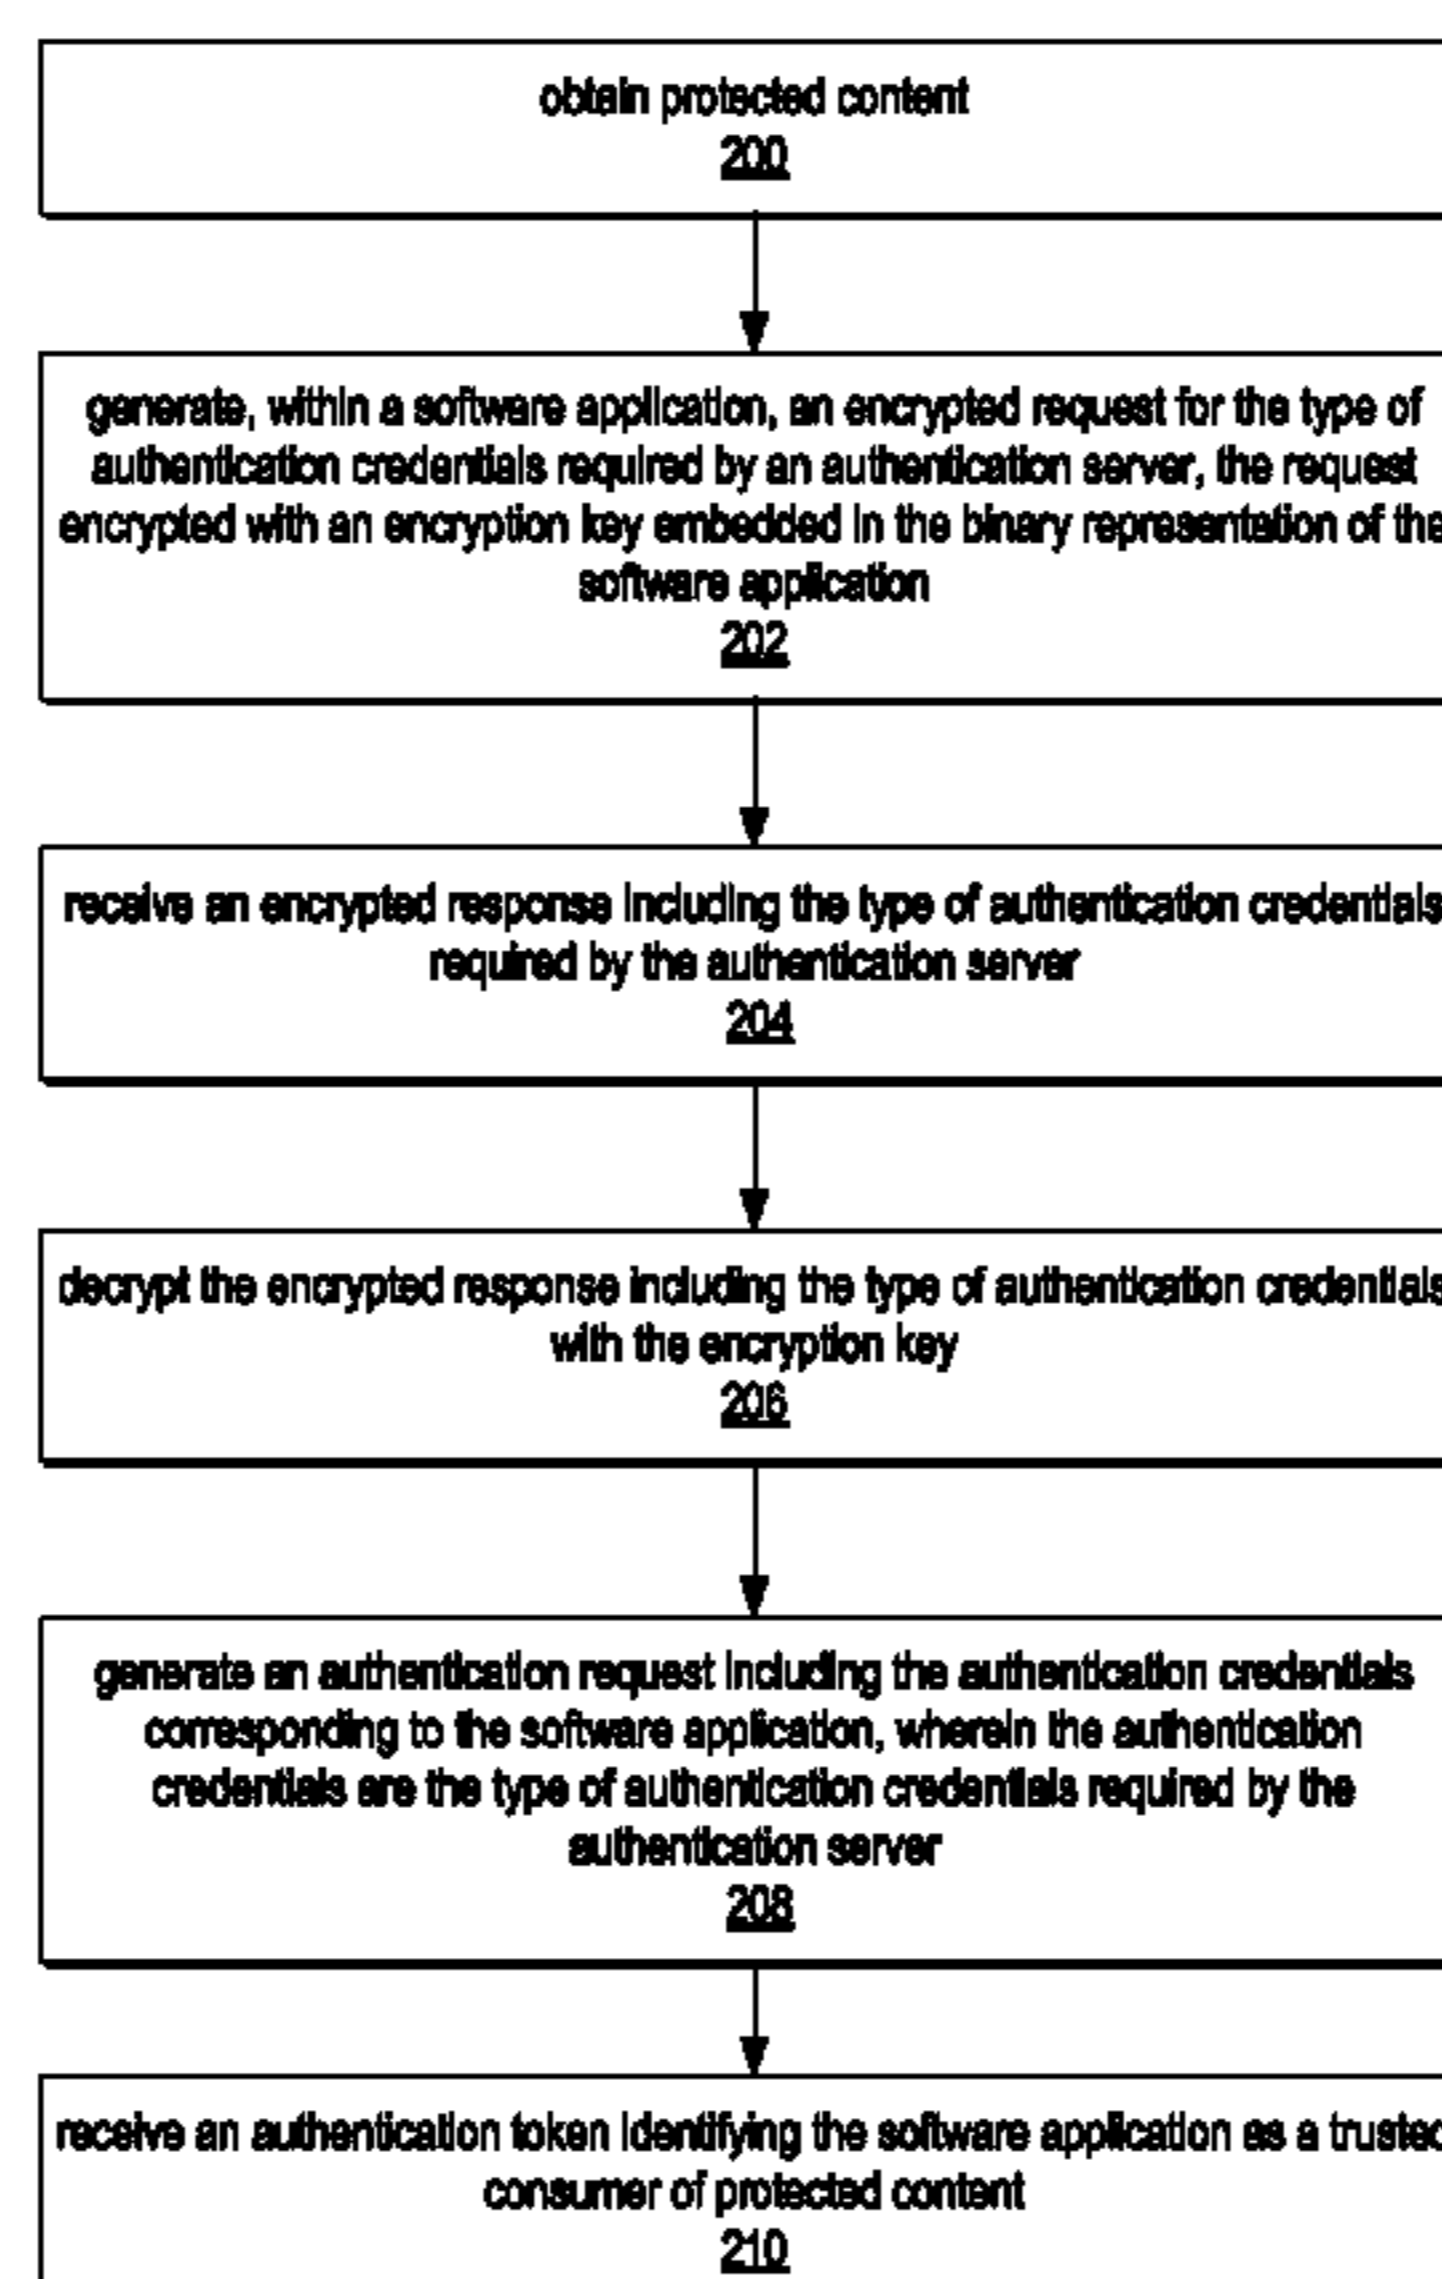 obtain protected content
200
generate, within a software application, an encrypted request for the type of
authentication credentials required by an authentication server, the request
encrypted with an encryption key embedded in the binary representation of the
software application
202
receive an encrypted response including the type of authentication credentials
required by the authentication server
204
decrypt the encrypted response including the type of authentication credentials
with the encryption key
206
generate an authentication request including the authentication credentials
corresponding to the software application, wherein the authentication
credentials are the type of authentication credentials required by the
authentication server
208
receive an authentication token identifying the software application as a trusted
consumer of protected content
210